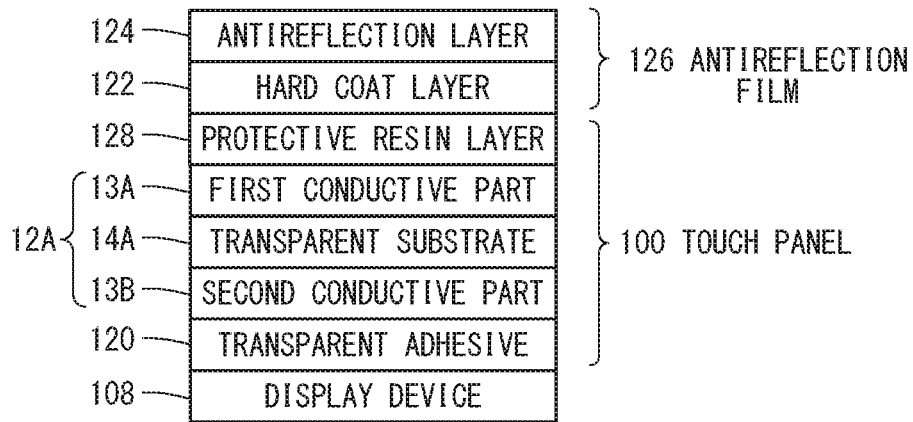 124 ANTIREFLECTION LAYER
122 HARD COAT LAYER
126 ANTIREFLECTION
FILM
128 PROTECTIVE RESIN LAYER
13A FIRST CONDUCTIVE PART
12A 14A TRANSPARENT SUBSTRATE
100 TOUCH PANEL
13B SECOND CONDUCTIVE PART
120 TRANSPARENT ADHESIVE
108 DISPLAY DEVICE